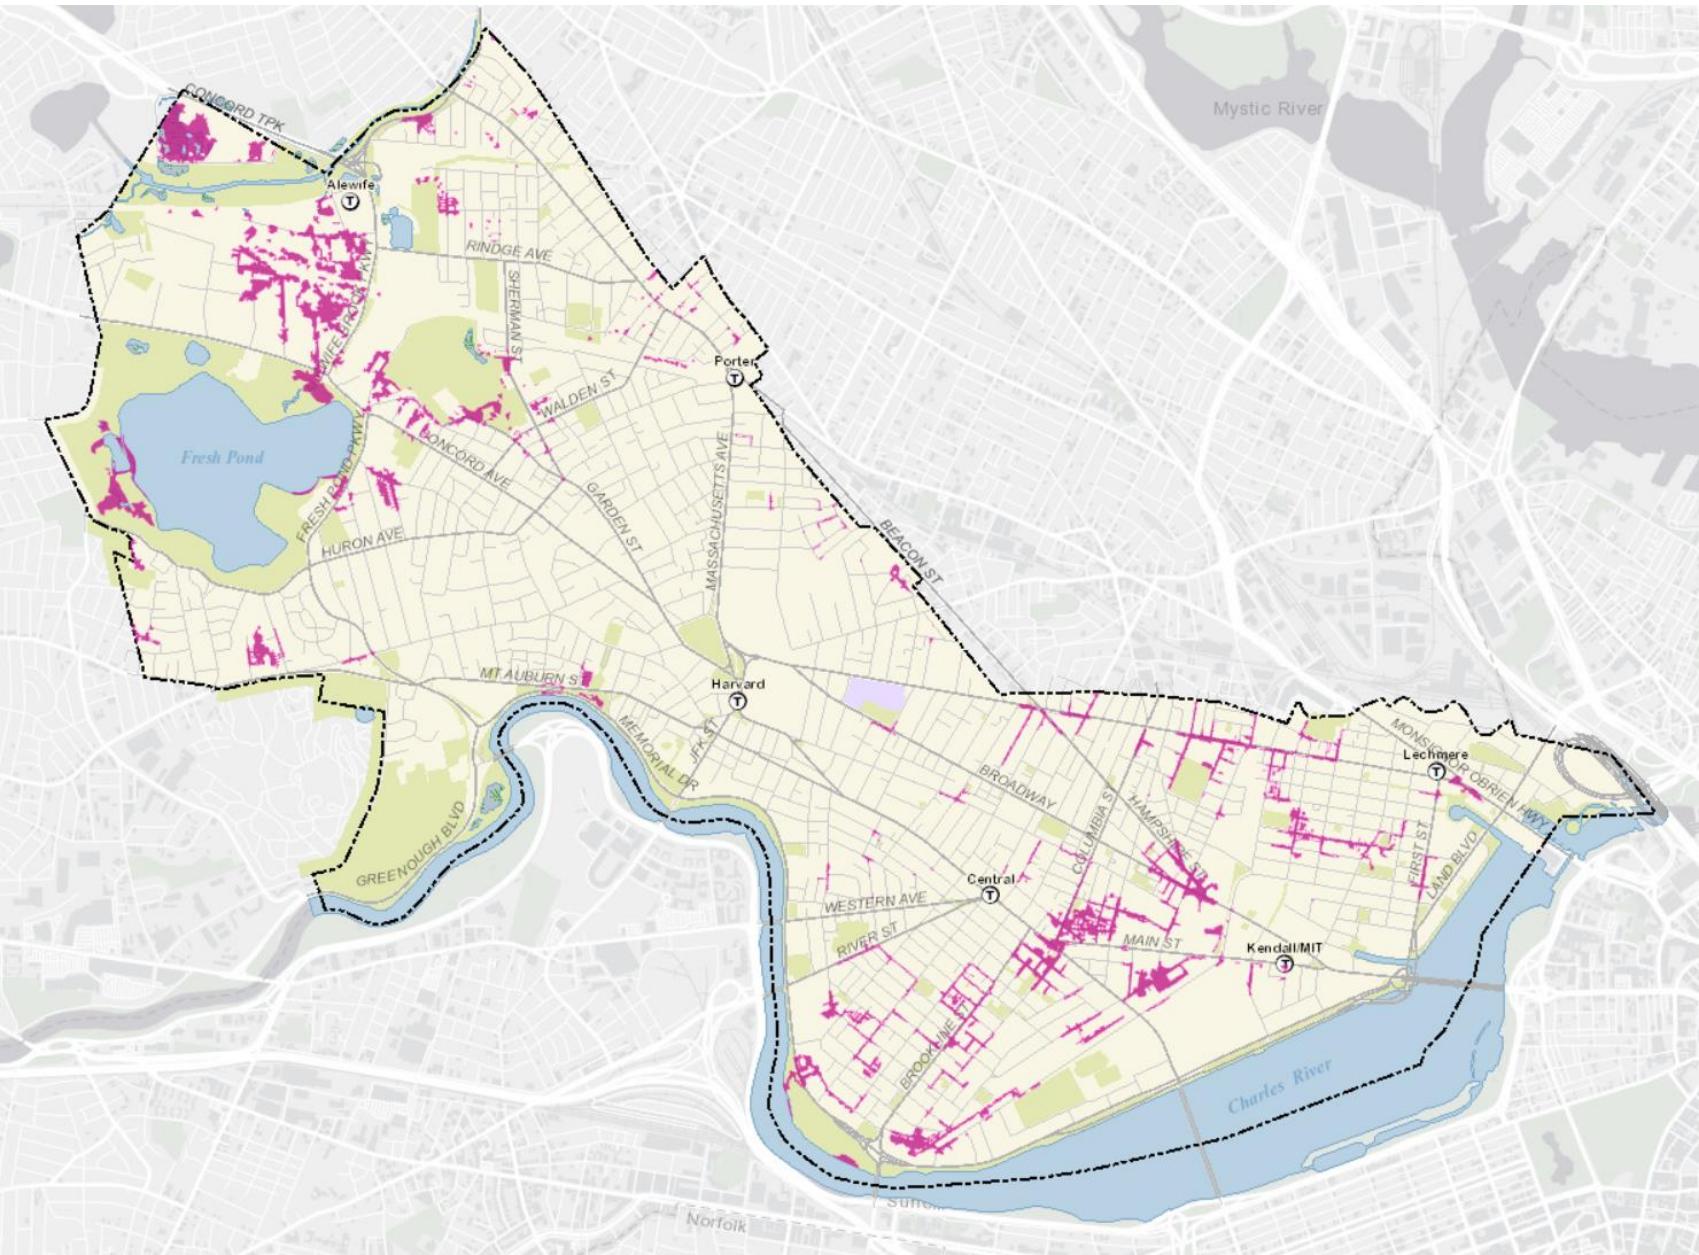 Mystic River
CONCORD TPK
Alewife
T
RINDGE AVE
SHERMAN ST
ALEWIFE BROOK PKWY
Porter
T
WALDEN ST
Fresh Pond
CONCORD AVE
FRESH POND PKWY
MASSACHUSETTS AVE
GARDEN ST
HURON AVE
BEACON ST
MT AUBURN ST
Harvard
T
MEMORIAL DR
JFK ST
MONSIGNOR OBRIEN HWY
Lechmere
T
BROADWAY
COLUMBIA ST
HAMPSHIRE ST
GREENOUGH BLVD
FIRST ST
LAND BLVD
Central
T
WESTERN AVE
RIVER ST
MAIN ST
Kendall/MIT
T
BROOKLINE ST
Charles River
Norfolk